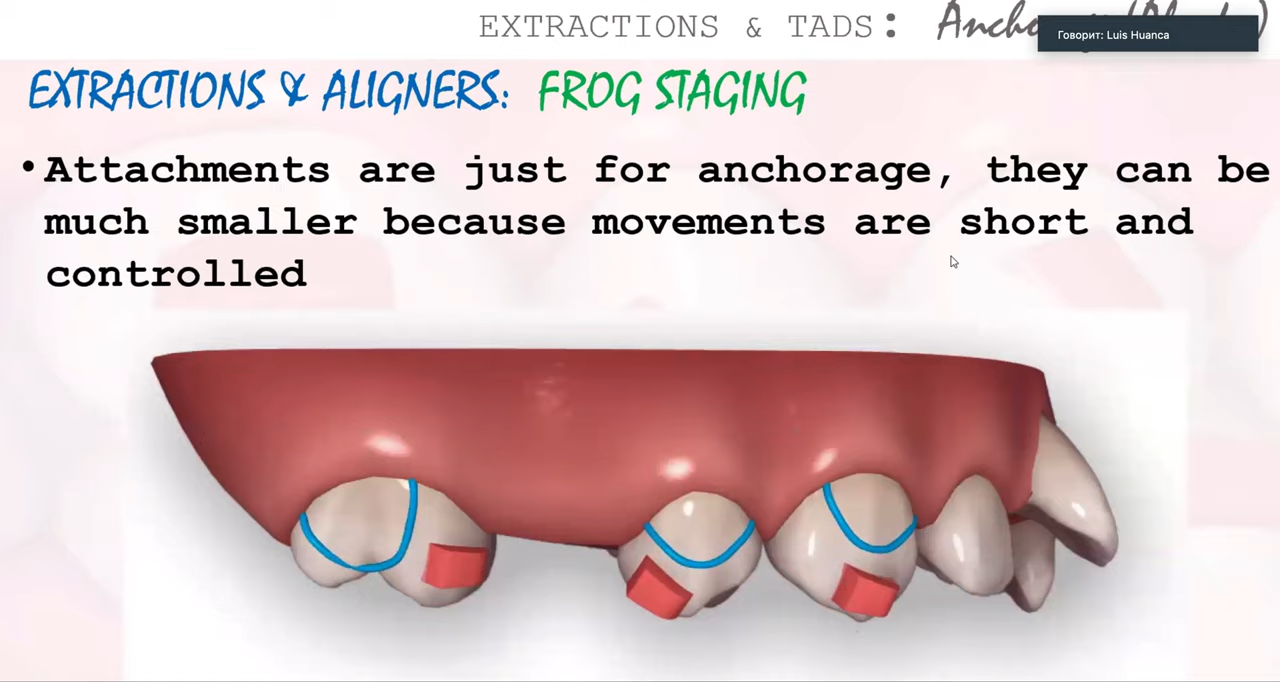 EXTRACTIONS & TADS:
Говорит: Luis Huanca
EXTRACTIONS & ALIGNERS: FROG STAGING
• Attachments are just for anchorage, they can be
much smaller because movements are short and
controlled